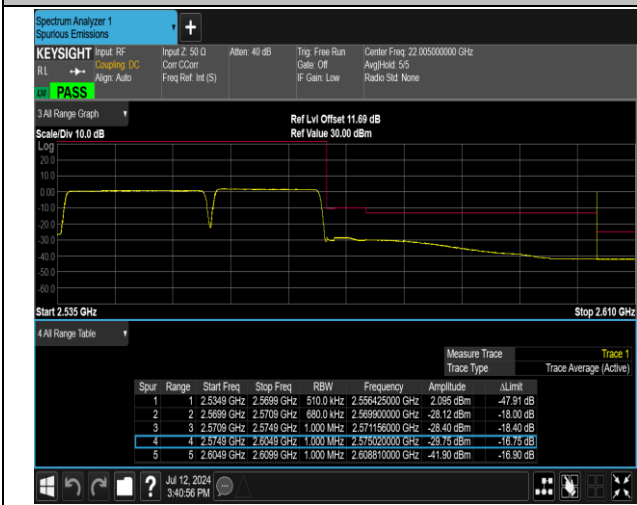 Spectrum Analyzer 1
Spurious Emissions
+
KEYSIGHT Input: RF Input Z: 50 Ω Atten: 40 dB Trig: Free Run Center Freq: 22.005000000 GHz
RL Coupling: DC Corr CCorr Gate: Off Avg|Hold: 5/5
Align: Auto Freq Ref: Int (S) IF Gain: Low Radio Std: None
PASS
3 All Range Graph Ref Lvl Offset 11.69 dB
Scale/Div 10.0 dB Ref Value 30.00 dBm
Log
20.0
10.0
0.00
-10.0
-20.0
-30.0
-40.0
-50.0
-60.0
Start 2.535 GHz Stop 2.610 GHz
4 All Range Table
Measure Trace Trace 1
Trace Type Trace Average (Active)
Spur Range Start Freq Stop Freq RBW Frequency Amplitude ΔLimit
1 1 2.5349 GHz 2.5699 GHz 510.0 kHz 2.556425000 GHz 2.095 dBm -47.91 dB
2 2 2.5699 GHz 2.5709 GHz 680.0 kHz 2.569900000 GHz -28.12 dBm -18.00 dB
3 3 2.5709 GHz 2.5749 GHz 1.000 MHz 2.571156000 GHz -28.40 dBm -18.40 dB
4 4 2.5749 GHz 2.6049 GHz 1.000 MHz 2.575020000 GHz -29.75 dBm -16.75 dB
5 5 2.6049 GHz 2.6099 GHz 1.000 MHz 2.608810000 GHz -41.90 dBm -16.90 dB
? Jul 12, 2024
3:40:56 PM